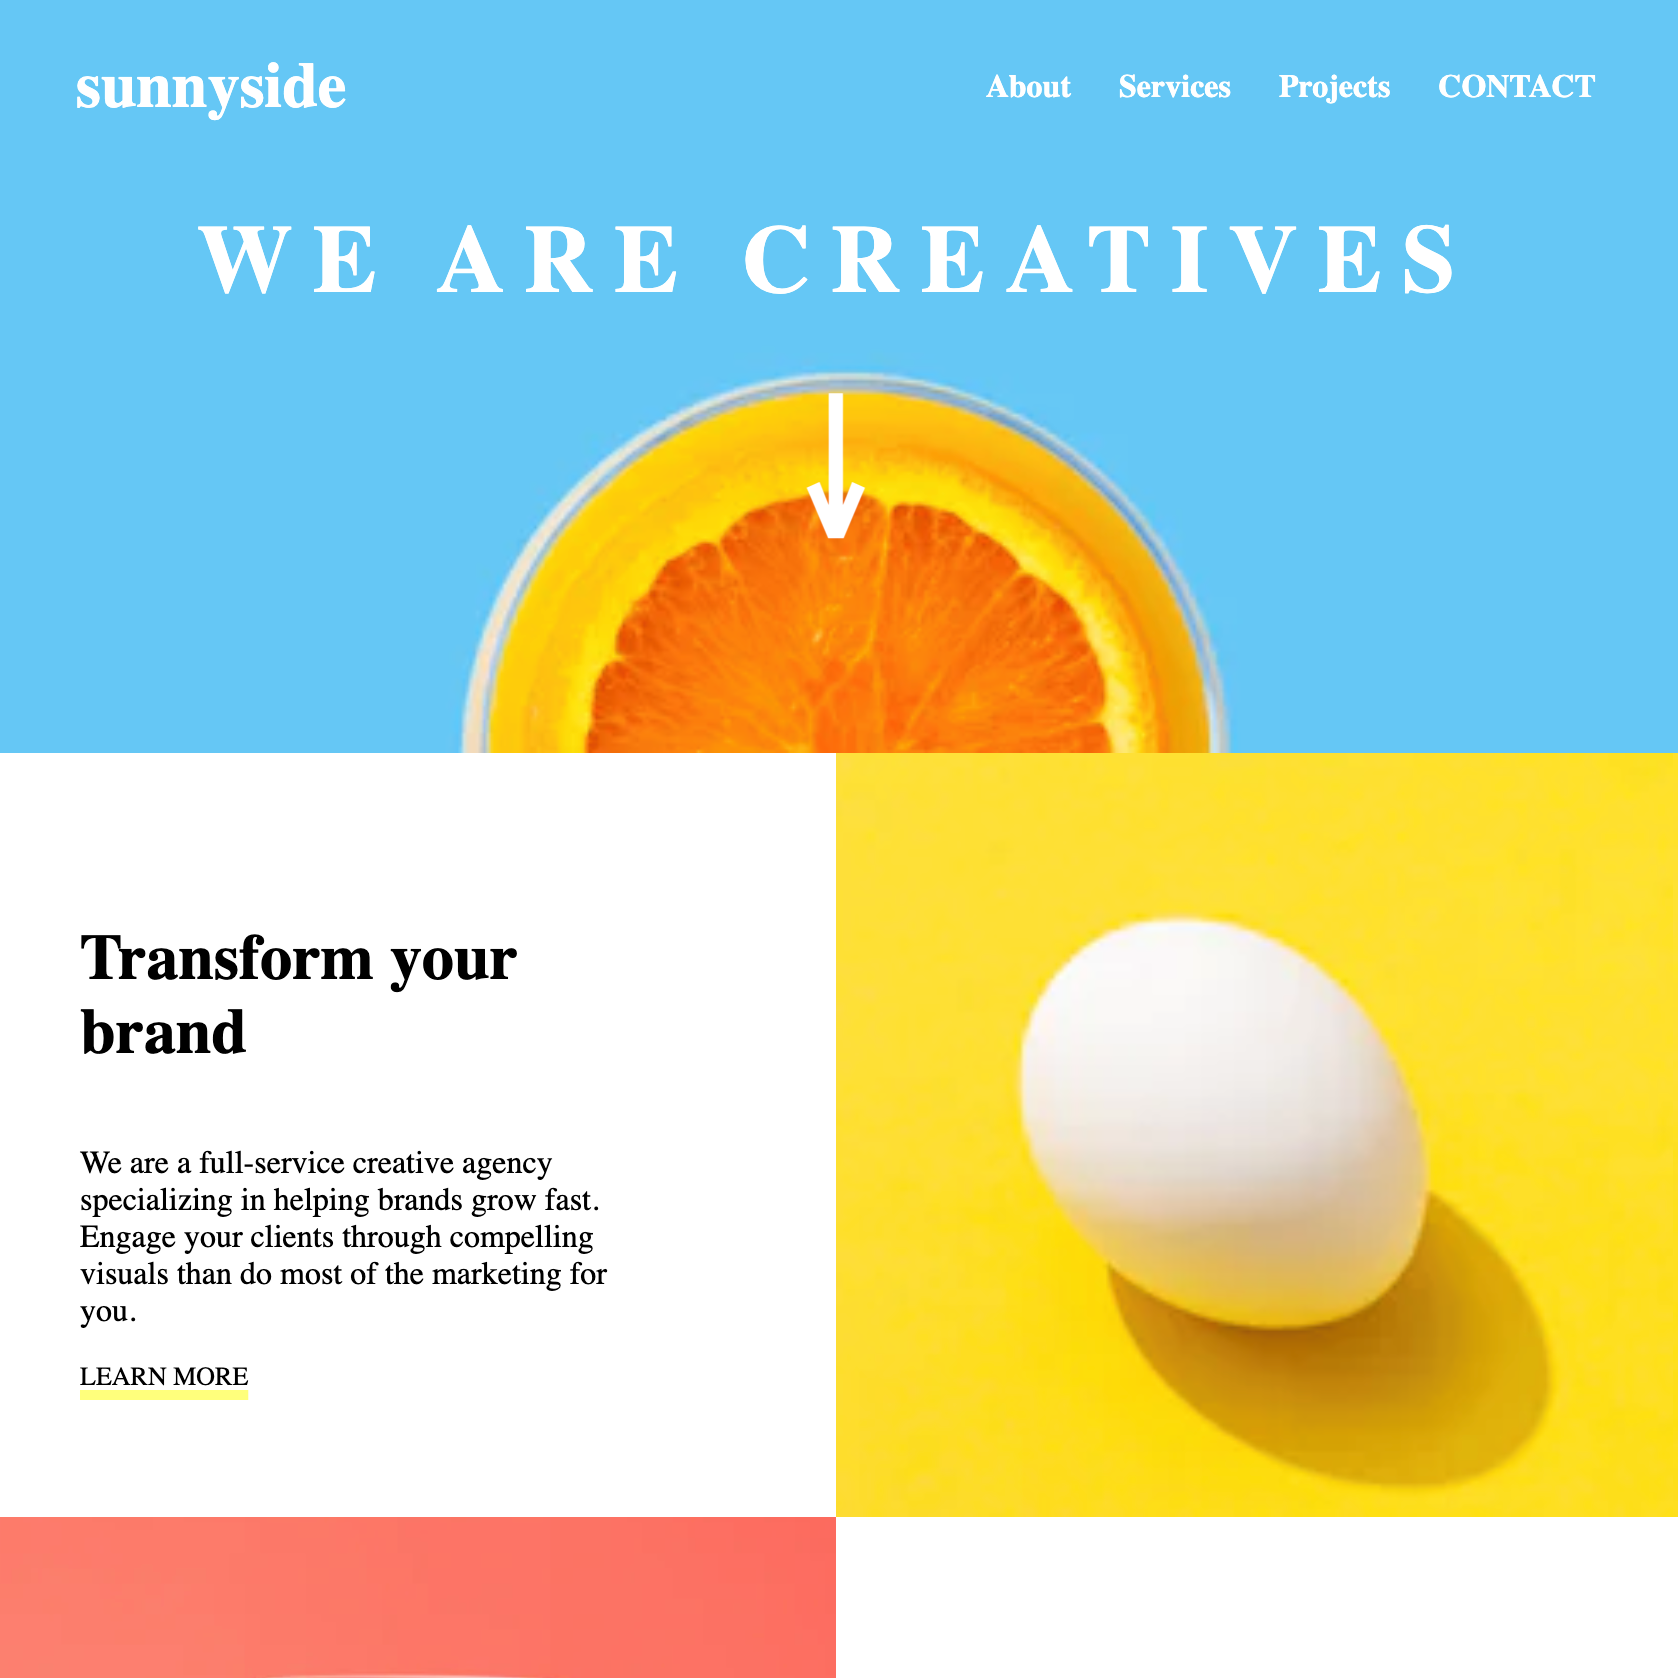 sunnyside
About Services Projects CONTACT
WE ARE CREATIVES
Transform your
brand
We are a full-service creative agency
specializing in helping brands grow fast.
Engage your clients through compelling
visuals than do most of the marketing for
you.
LEARN MORE